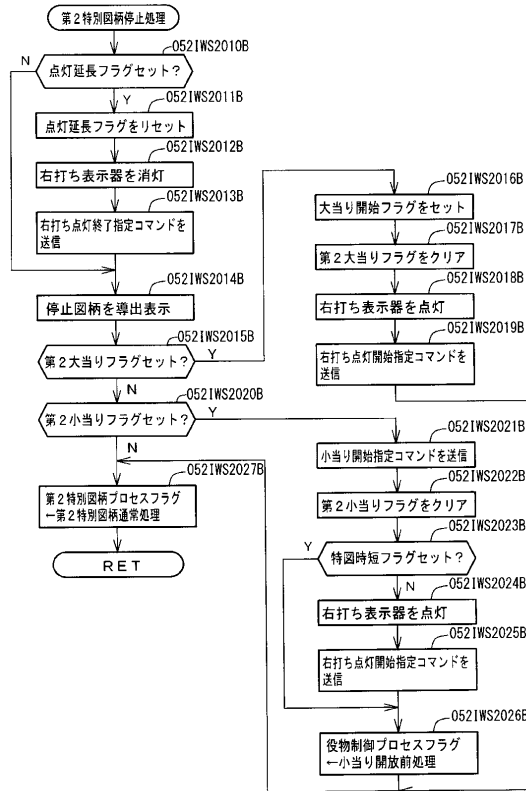 第２特別図柄停止処理
052IWS2010B
N
点灯延長フラグセット？
Y
052IWS2011B
点灯延長フラグをリセット
052IWS2012B
右打ち表示器を消灯
052IWS2013B
右打ち点灯終了指定コマンドを
送信
052IWS2014B
停止図柄を導出表示
052IWS2015B
第２大当りフラグセット？
Y
N
052IWS2020B
第２小当りフラグセット？
Y
N
052IWS2027B
第２特別図柄プロセスフラグ
←第２特別図柄通常処理
RET
052IWS2016B
大当り開始フラグをセット
052IWS2017B
第２大当りフラグをクリア
052IWS2018B
右打ち表示器を点灯
052IWS2019B
右打ち点灯開始指定コマンドを
送信
052IWS2021B
小当り開始指定コマンドを送信
052IWS2022B
第２小当りフラグをクリア
052IWS2023B
Y
特図時短フラグセット？
N
052IWS2024B
右打ち表示器を点灯
052IWS2025B
右打ち点灯開始指定コマンドを
送信
052IWS2026B
役物制御プロセスフラグ
←小当り開放前処理